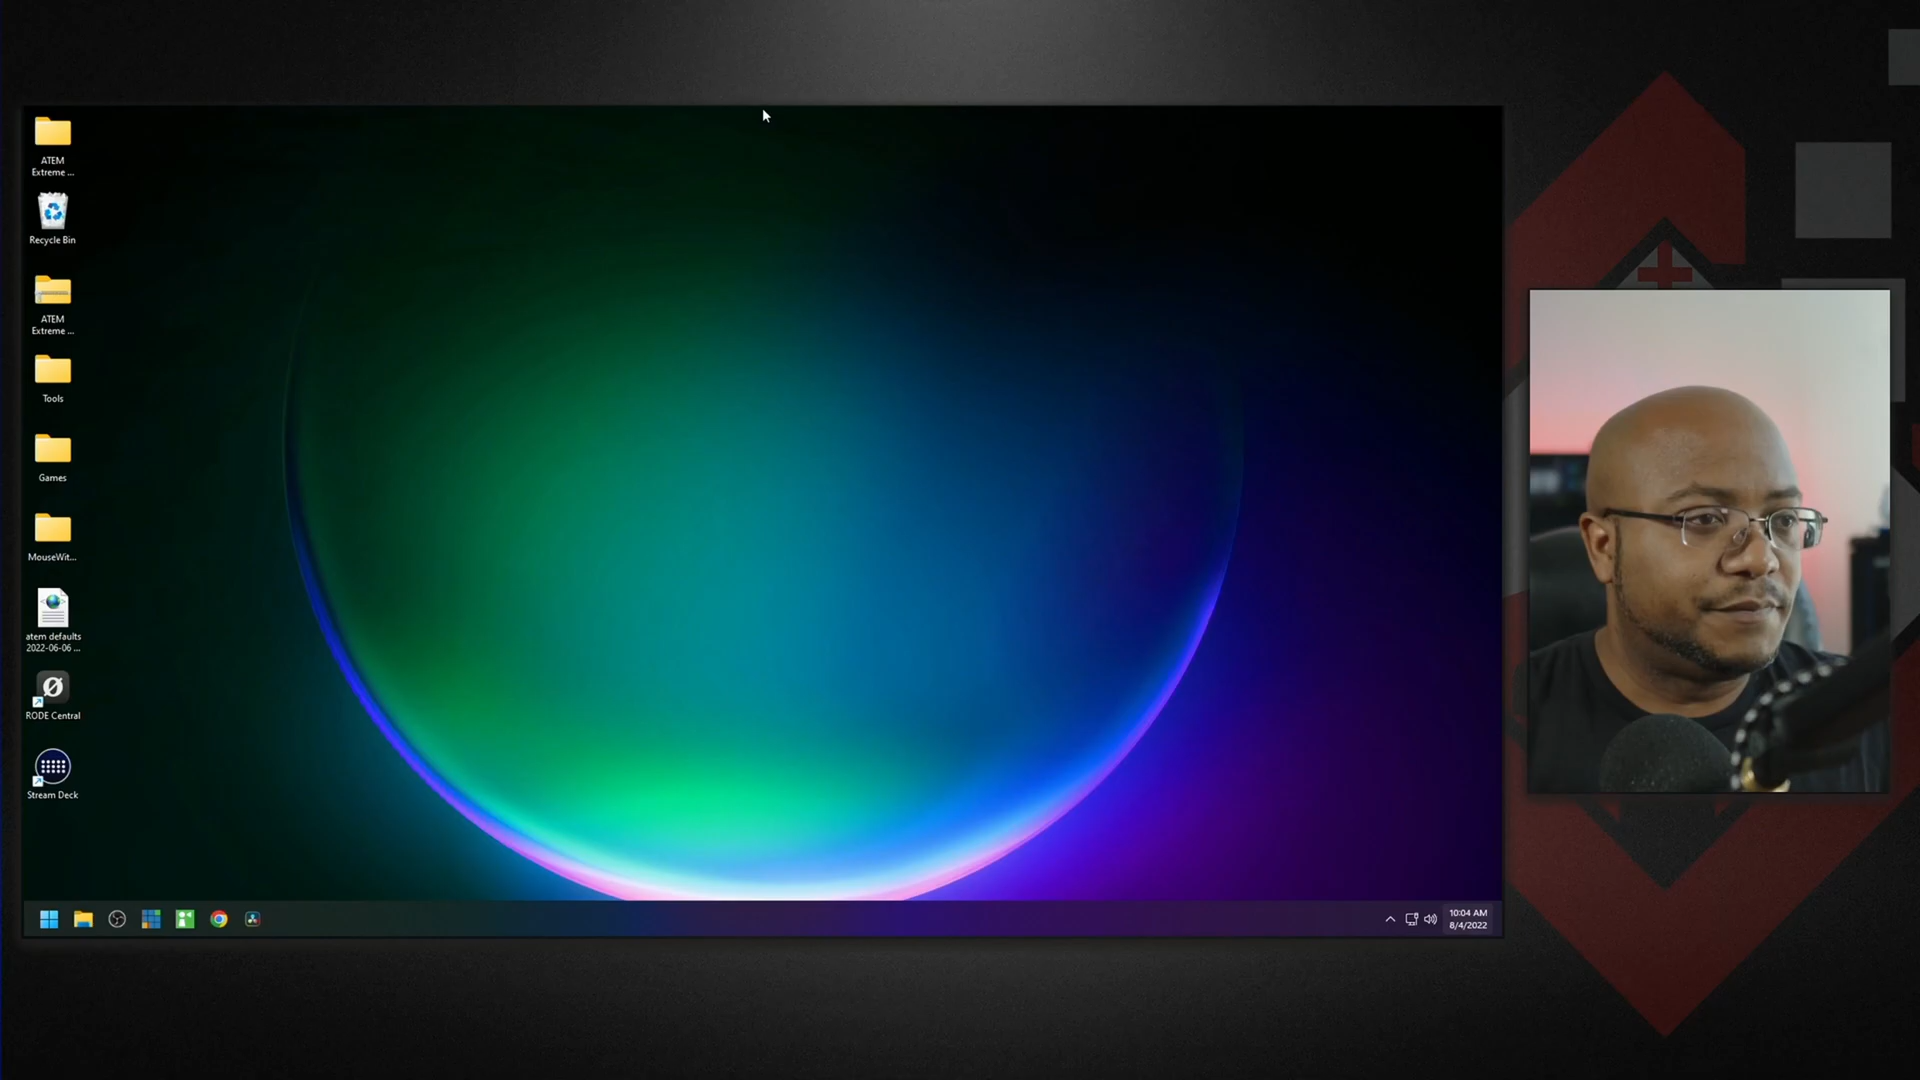 ATEM
Extreme ...
Recycle Bin
ATEM
Extreme ...
Tools
Games
MouseWit...
atem defaults
2022-06-06 ...
RODE Central
Stream Deck
10:04 AM
8/4/2022